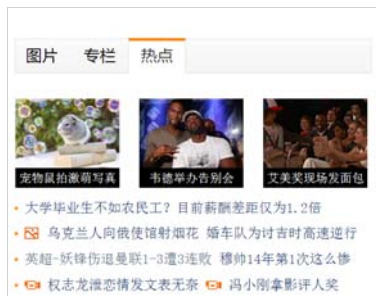 图片 专栏 热点
宠物鼠拍激萌写真 韦德举办告别会 艾美奖现场发面包
大学毕业生不如农民工？目前薪酬差距仅为1.2倍
乌克兰人向俄使馆射烟花 婚车队为讨吉时高速逆行
英超-妖锋伤退曼联1-3遭3连败 穆帅14年第1次这么惨
权志龙泄恋情发文表无奈 冯小刚拿影评人奖